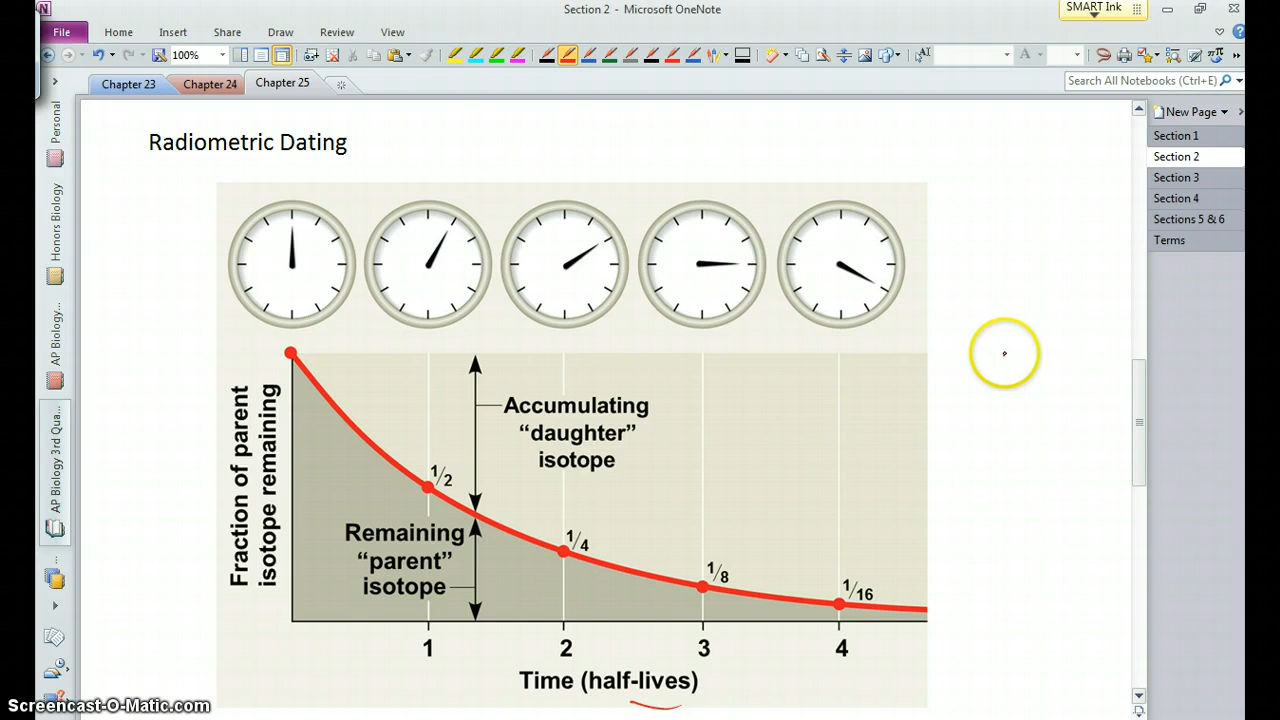 Section 2 - Microsoft OneNote
SMART Ink
File Home Insert Share Draw Review View
100%
Chapter 23 Chapter 24 Chapter 25
Search All Notebooks (Ctrl+E)
New Page
Section 1
Section 2
Section 3
Section 4
Sections 5 & 6
Terms
Personal
Honors Biology
AP Biology...
AP Biology 3rd Qua...
Radiometric Dating
Fraction of parent
isotope remaining
Accumulating
“daughter”
isotope
Remaining
“parent”
isotope
1/2
1/4
1/8
1/16
1 2 3 4
Time (half-lives)
Screencast-O-Matic.com